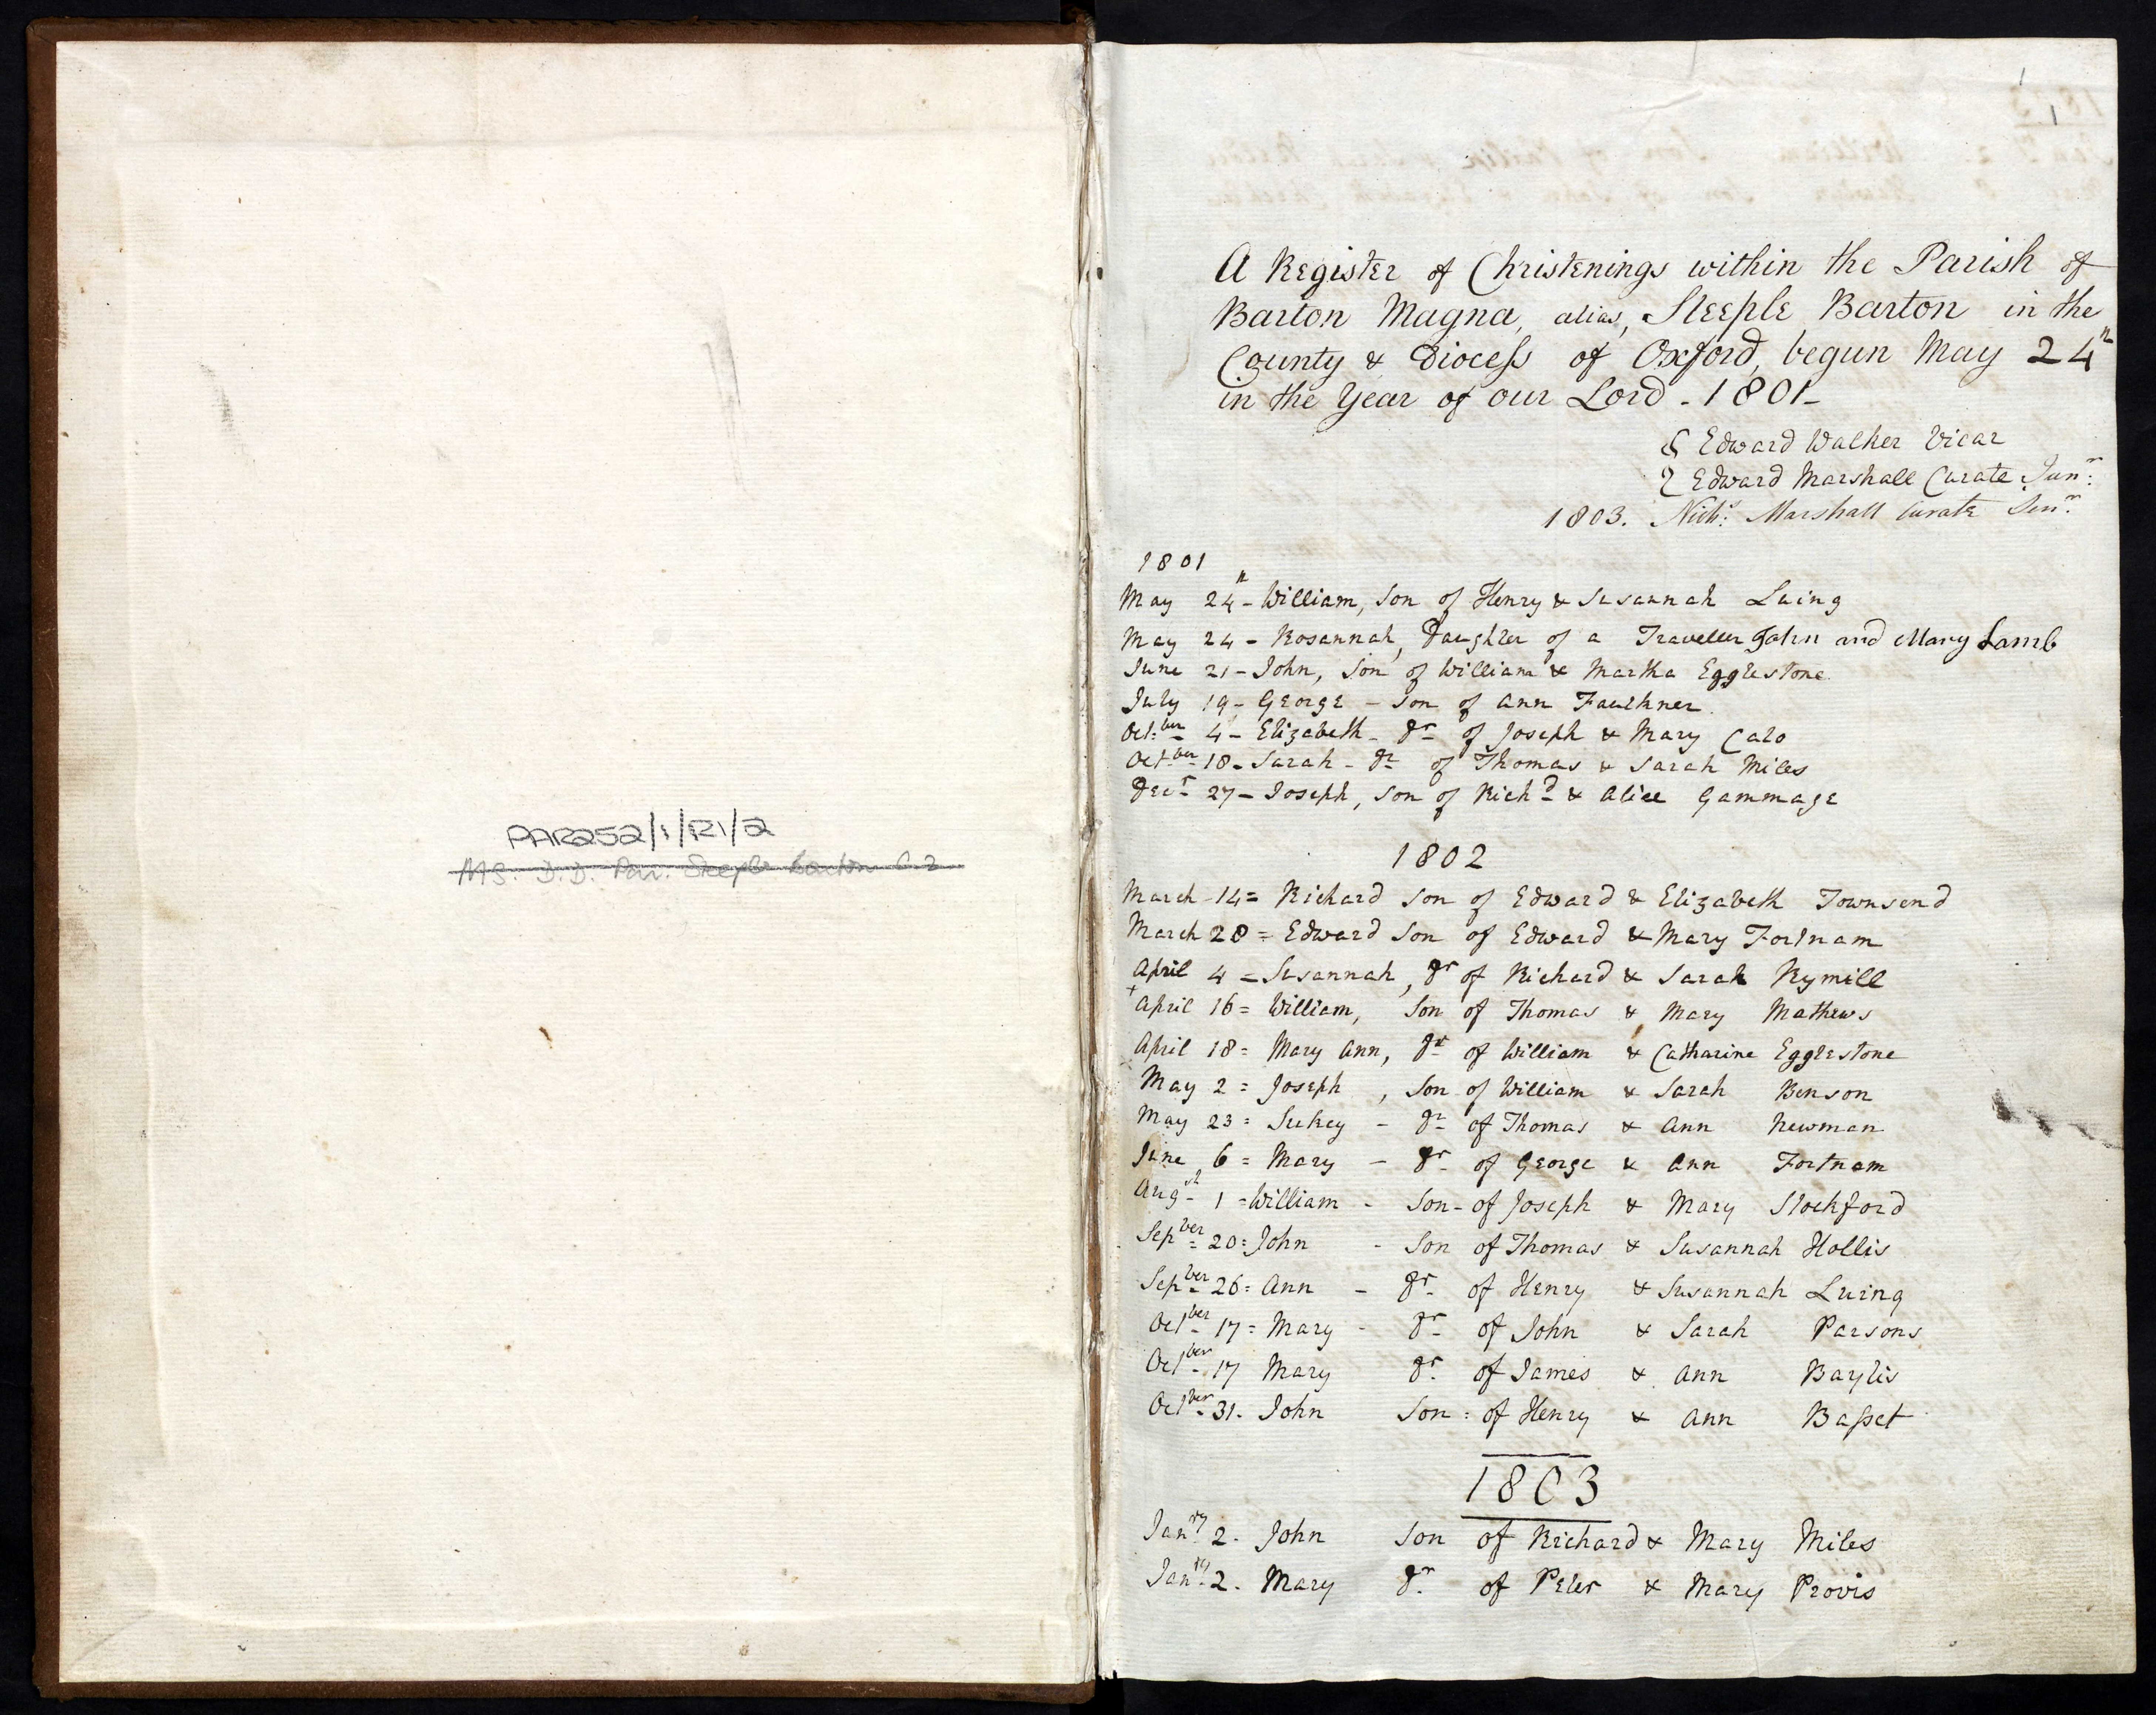 PAR252/1/R1/2
MS. D.D. Par. Steeple Barton c.2
1
A Register of Christenings within the Parish of
Barton Magna, alias, Steeple Barton in the
County & Diocess of Oxford, begun May 24th
in the Year of our Lord - 1801 -
Edward Walker Vicar
Edward Marshall Curate Junr:
1803. Nichs: Marshall Curate Senr:
1801
May 24th - William, Son of Henry & Susannah Luing
May 24 - Rosannah, Daughter of a Traveller John and Mary Lamb
June 21 - John, Son of William & Martha Egglestone
July 19 - George - Son of Ann Faulkner
Octber 4 - Elizabeth - Dr of Joseph & Mary Calo
Octber 18 - Sarah - Dr of Thomas & Sarah Miles
Decr 27 - Joseph, Son of Richd & Alice Gammage
1802
March - 14 = Richard Son of Edward & Elizabeth Townsend
March 28 = Edward Son of Edward & Mary Fortnam
April 4 = Susannah, Dr of Richard & Sarah Rymill
+
April 16 = William, Son of Thomas & Mary Mathews
April 18 = Mary Ann, Dr of William & Catharine Egglestone
May 2 = Joseph, Son of William & Sarah Benson
May 23 = Sukey - Dr of Thomas & Ann Newman
June 6 = Mary - Dr of George & Ann Fortnam
Augst 1 = William - Son - of Joseph & Mary Stockford
Sepber 20 = John - Son of Thomas & Susannah Hollis
Sepber 26 = Ann - Dr of Henry & Susannah Luing
Octber 17 = Mary - Dr of John & Sarah Parsons
Octber 17 Mary Dr of James & Ann Baylis
Octber 31. John Son = of Henry & Ann Basset
1803
Janry 2. John Son of Richard & Mary Miles
Janry 2. Mary Dr of Peter & Mary Provis